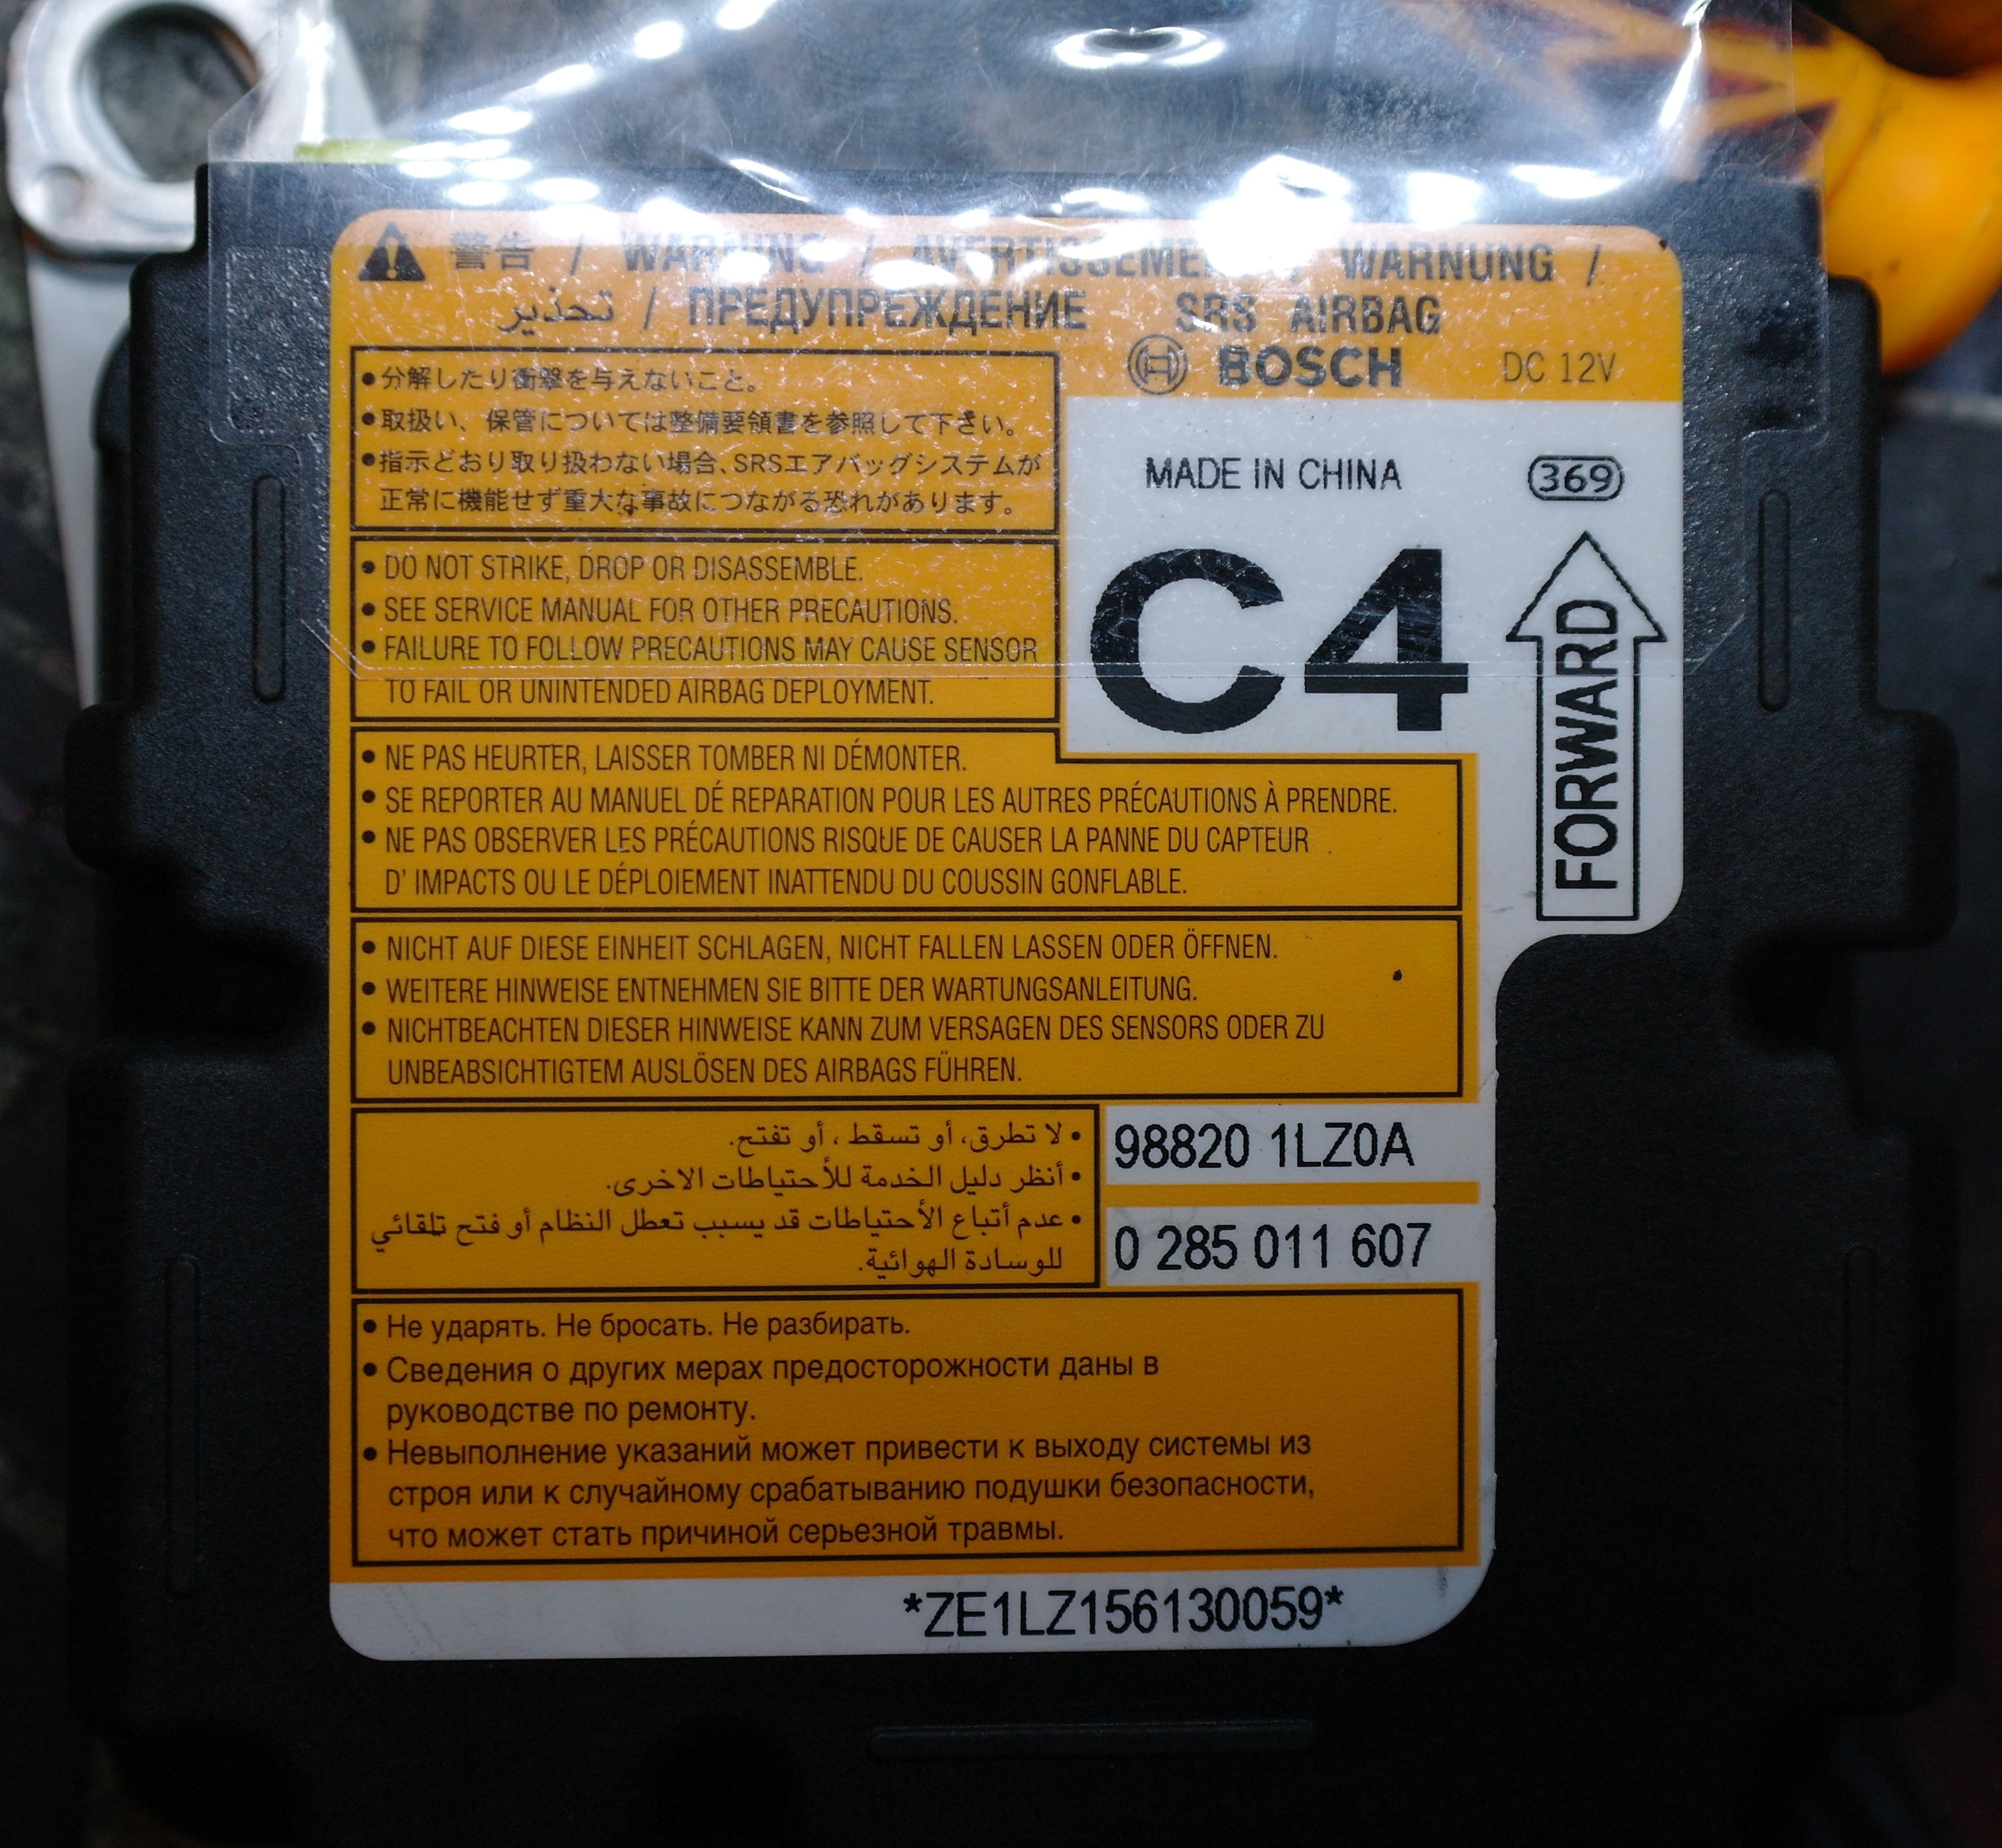 警告 / WARNING / AVERTISSEMENT / WARNUNG /
تحذير / ПРЕДУПРЕЖДЕНИЕ SRS AIRBAG
BOSCH DC 12V
●分解したり衝撃を与えないこと。
●取扱い、保管については整備要領書を参照して下さい。
●指示どおり取り扱わない場合、SRSエアバッグシステムが
正常に機能せず重大な事故につながる恐れがあります。
MADE IN CHINA 369
C4
FORWARD
● DO NOT STRIKE, DROP OR DISASSEMBLE.
● SEE SERVICE MANUAL FOR OTHER PRECAUTIONS.
● FAILURE TO FOLLOW PRECAUTIONS MAY CAUSE SENSOR
TO FAIL OR UNINTENDED AIRBAG DEPLOYMENT.
● NE PAS HEURTER, LAISSER TOMBER NI DÉMONTER.
● SE REPORTER AU MANUEL DÉ REPARATION POUR LES AUTRES PRÉCAUTIONS À PRENDRE.
● NE PAS OBSERVER LES PRÉCAUTIONS RISQUE DE CAUSER LA PANNE DU CAPTEUR
D' IMPACTS OU LE DÉPLOIEMENT INATTENDU DU COUSSIN GONFLABLE.
● NICHT AUF DIESE EINHEIT SCHLAGEN, NICHT FALLEN LASSEN ODER ÖFFNEN.
● WEITERE HINWEISE ENTNEHMEN SIE BITTE DER WARTUNGSANLEITUNG.
● NICHTBEACHTEN DIESER HINWEISE KANN ZUM VERSAGEN DES SENSORS ODER ZU
UNBEABSICHTIGTEM AUSLÖSEN DES AIRBAGS FÜHREN.
• لا تطرق، أو تسقط ، أو تفتح.
• أنظر دليل الخدمة للأحتياطات الاخرى.
• عدم أتباع الأحتياطات قد يسبب تعطل النظام أو فتح تلقائي
للوسادة الهوائية.
98820 1LZ0A
0 285 011 607
● Не ударять. Не бросать. Не разбирать.
● Сведения о других мерах предосторожности даны в
руководстве по ремонту.
● Невыполнение указаний может привести к выходу системы из
строя или к случайному срабатыванию подушки безопасности,
что может стать причиной серьезной травмы.
*ZE1LZ156130059*